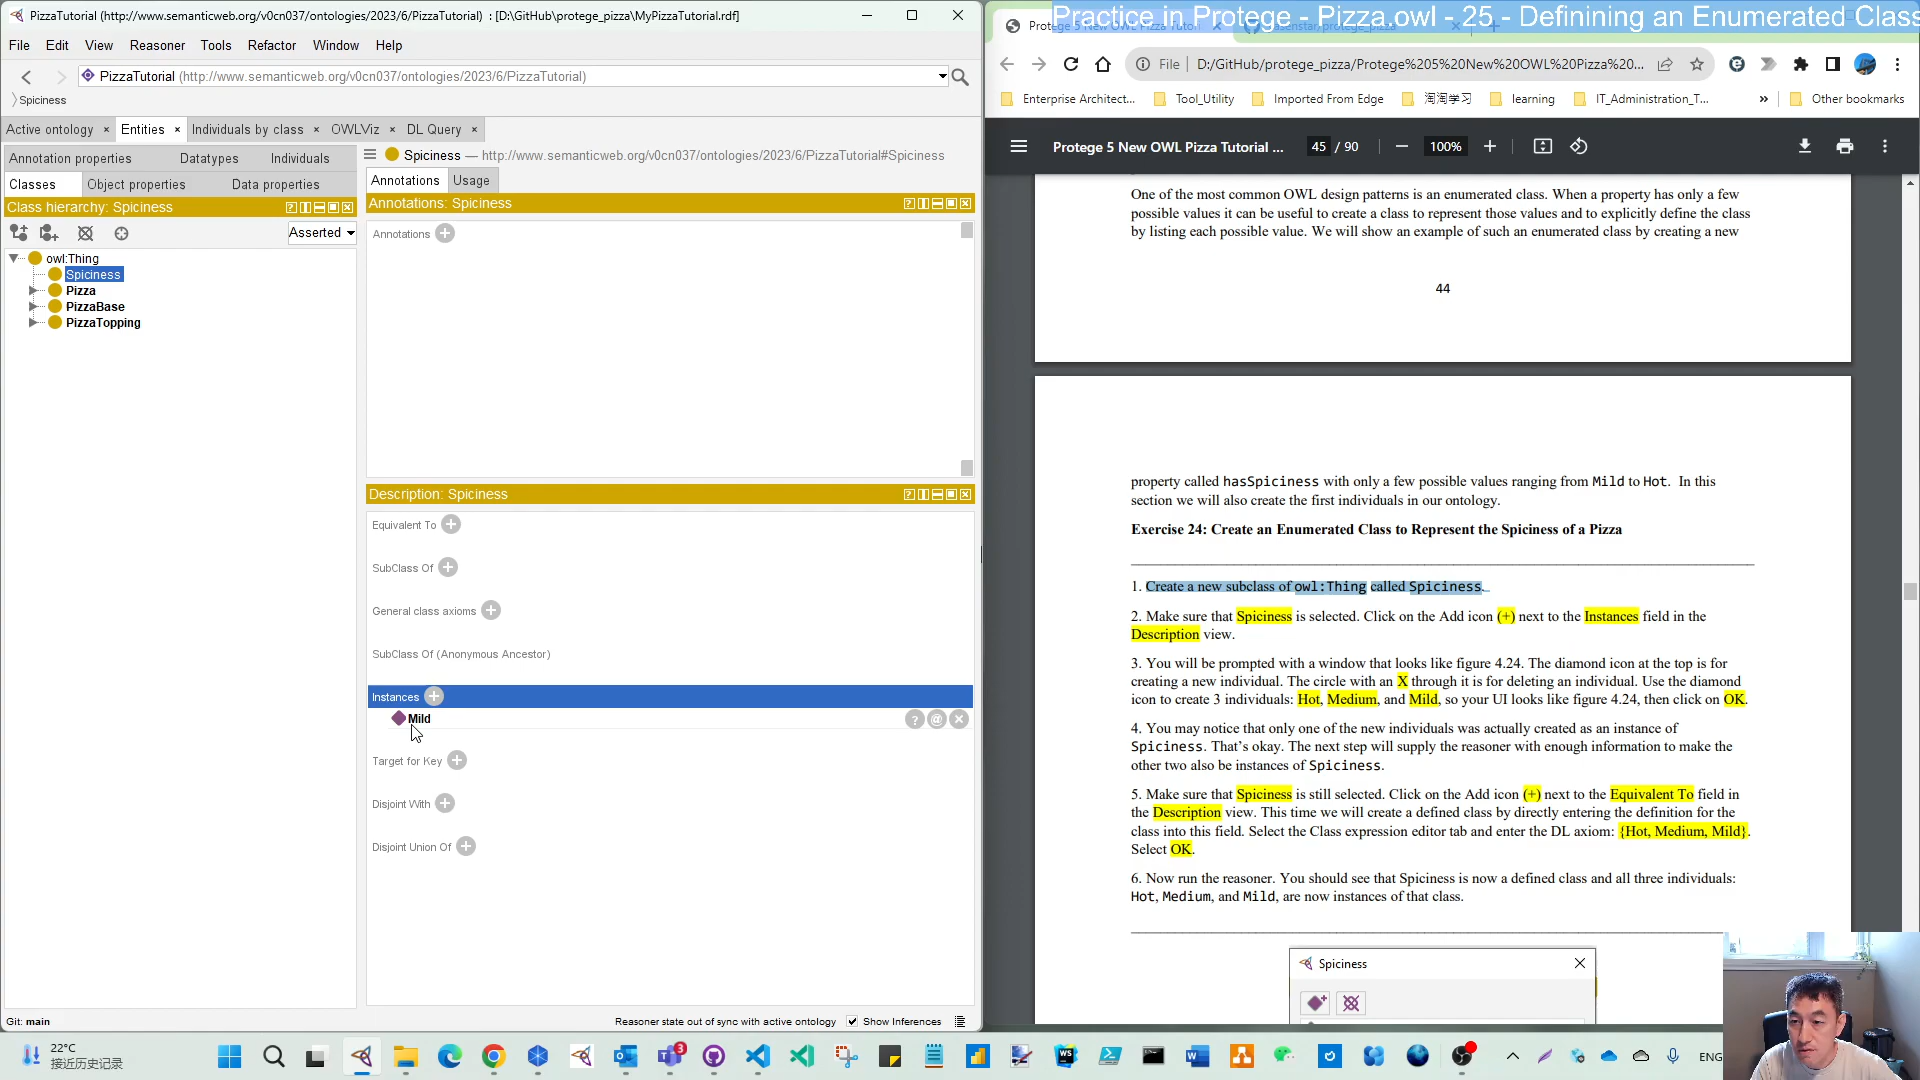 PizzaTutorial (http://www.semanticweb.org/v0cn037/ontologies/2023/6/PizzaTutorial) : [D:\GitHub\protege_pizza\MyPizzaTutorial.rdf]
File Edit View Reasoner Tools Refactor Window Help
PizzaTutorial (http://www.semanticweb.org/v0cn037/ontologies/2023/6/PizzaTutorial)
Spiciness
Active ontology × Entities × Individuals by class × OWLViz × DL Query ×
Annotation properties Datatypes Individuals
Classes Object properties Data properties
Class hierarchy: Spiciness
Asserted
owl:Thing
Spiciness
Pizza
PizzaBase
PizzaTopping
Spiciness — http://www.semanticweb.org/v0cn037/ontologies/2023/6/PizzaTutorial#Spiciness
Annotations Usage
Annotations: Spiciness
Annotations
Description: Spiciness
Equivalent To
SubClass Of
General class axioms
SubClass Of (Anonymous Ancestor)
Instances
Mild
Target for Key
Disjoint With
Disjoint Union Of
Git: main
Reasoner state out of sync with active ontology Show Inferences
Practice in Protege - Pizza.owl - 25 - Definining an Enumerated Class
File D:/GitHub/protege_pizza/Protege%205%20New%20OWL%20Pizza%20...
Enterprise Architect... Tool_Utility Imported From Edge 淘淘学习 learning IT_Administration_T... » Other bookmarks
Protege 5 New OWL Pizza Tutorial ... 45 / 90 100%
One of the most common OWL design patterns is an enumerated class. When a property has only a few
possible values it can be useful to create a class to represent those values and to explicitly define the class
by listing each possible value. We will show an example of such an enumerated class by creating a new
44
property called hasSpiciness with only a few possible values ranging from Mild to Hot. In this
section we will also create the first individuals in our ontology.
Exercise 24: Create an Enumerated Class to Represent the Spiciness of a Pizza
1. Create a new subclass of owl:Thing called Spiciness.
2. Make sure that Spiciness is selected. Click on the Add icon (+) next to the Instances field in the
Description view.
3. You will be prompted with a window that looks like figure 4.24. The diamond icon at the top is for
creating a new individual. The circle with an X through it is for deleting an individual. Use the diamond
icon to create 3 individuals: Hot, Medium, and Mild, so your UI looks like figure 4.24, then click on OK.
4. You may notice that only one of the new individuals was actually created as an instance of
Spiciness. That's okay. The next step will supply the reasoner with enough information to make the
other two also be instances of Spiciness.
5. Make sure that Spiciness is still selected. Click on the Add icon (+) next to the Equivalent To field in
the Description view. This time we will create a defined class by directly entering the definition for the
class into this field. Select the Class expression editor tab and enter the DL axiom: {Hot, Medium, Mild}.
Select OK.
6. Now run the reasoner. You should see that Spiciness is now a defined class and all three individuals:
Hot, Medium, and Mild, are now instances of that class.
Spiciness
22°C
接近历史记录
3
ENG